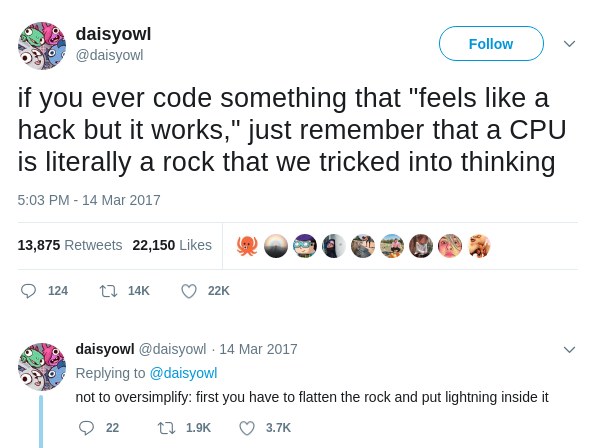 daisyowl
@daisyowl
Follow
if you ever code something that "feels like a
hack but it works," just remember that a CPU
is literally a rock that we tricked into thinking
5:03 PM - 14 Mar 2017
13,875 Retweets 22,150 Likes
124 14K 22K
daisyowl @daisyowl · 14 Mar 2017
Replying to @daisyowl
not to oversimplify: first you have to flatten the rock and put lightning inside it
22 1.9K 3.7K